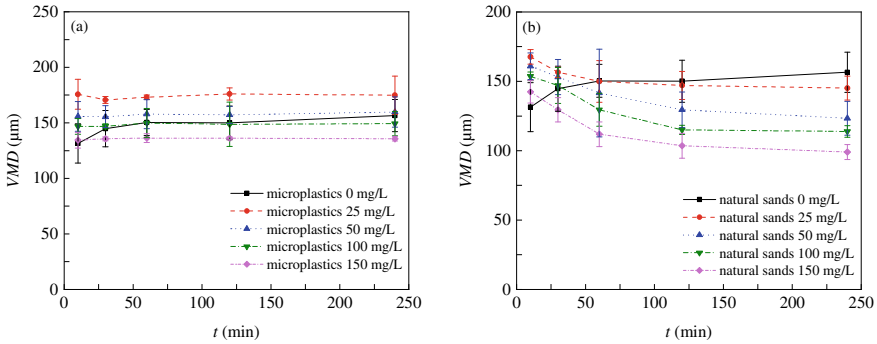 (a)
250
200
150
100
50
0
VMD (μm)
microplastics 0 mg/L
microplastics 25 mg/L
microplastics 50 mg/L
microplastics 100 mg/L
microplastics 150 mg/L
0 50 100 150 200 250
t (min)
(b)
200
150
100
50
0
VMD (μm)
natural sands 0 mg/L
natural sands 25 mg/L
natural sands 50 mg/L
natural sands 100 mg/L
natural sands 150 mg/L
0 50 100 150 200 250
t (min)